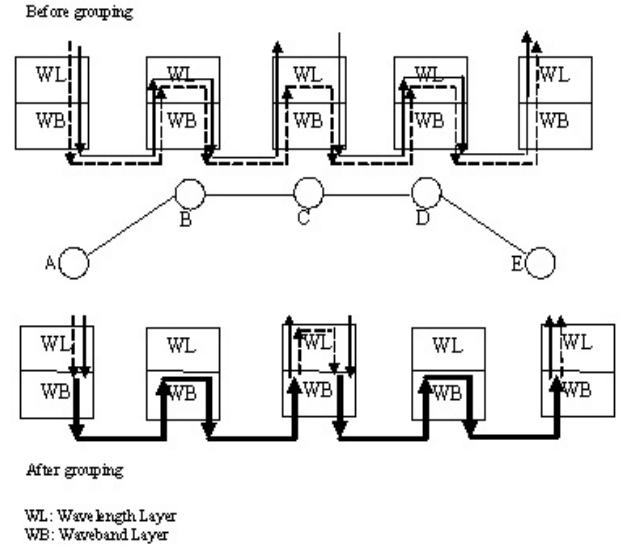 Before grouping
WL WL WL WL WL
WB WB WB WB WB
B C D
A E
WL WL WL WL WL
WB WB WB WB WB
After grouping
WL: Wavelength Layer
WB: Waveband Layer